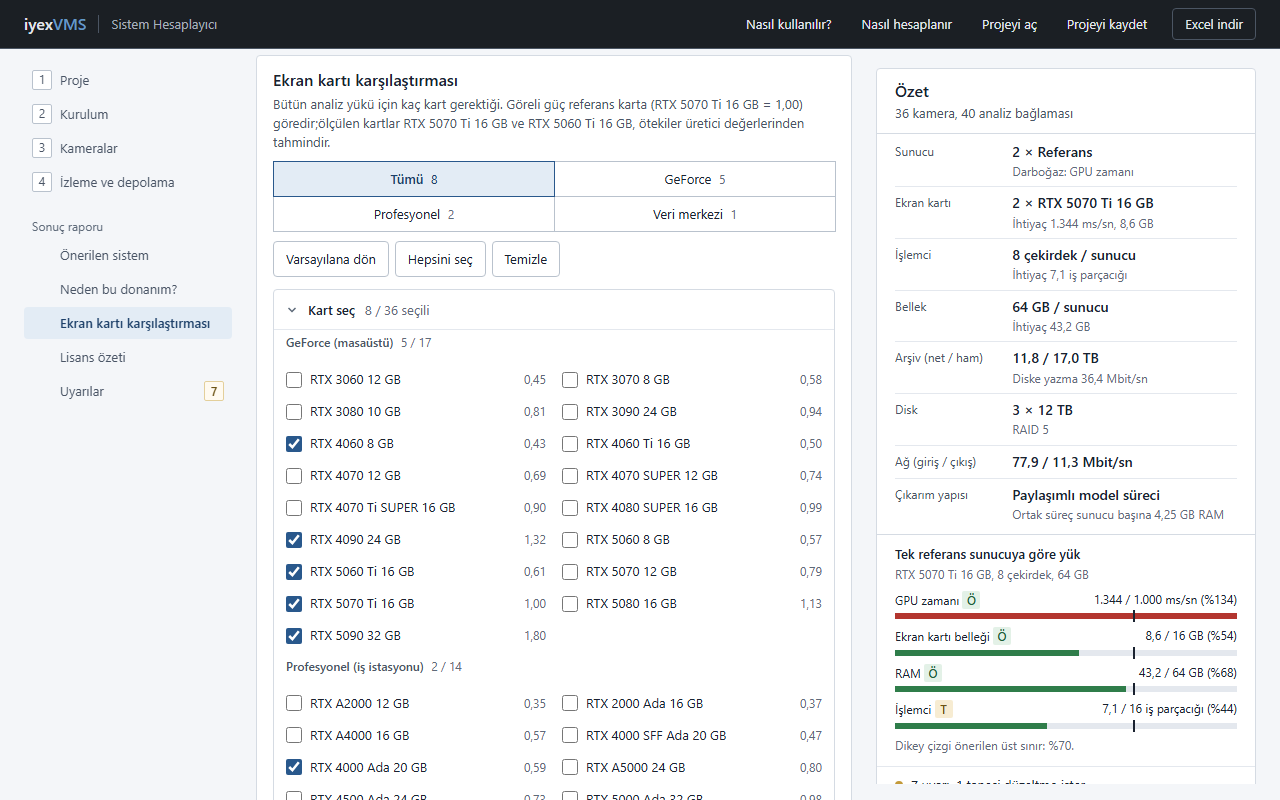 iyexVMS
Sistem Hesaplayıcı
Nasıl kullanılır?
Nasıl hesaplanır
Projeyi aç
Projeyi kaydet
Excel indir
1 Proje
2 Kurulum
3 Kameralar
4 İzleme ve depolama
Sonuç raporu
Önerilen sistem
Neden bu donanım?
Ekran kartı karşılaştırması
Lisans özeti
Uyarılar 7
Ekran kartı karşılaştırması
Bütün analiz yükü için kaç kart gerektiği. Göreli güç referans karta (RTX 5070 Ti 16 GB = 1,00)
göredir;ölçülen kartlar RTX 5070 Ti 16 GB ve RTX 5060 Ti 16 GB, ötekiler üretici değerlerinden
tahmindir.
Tümü 8
GeForce 5
Profesyonel 2
Veri merkezi 1
Varsayılana dön
Hepsini seç
Temizle
Kart seç 8 / 36 seçili
GeForce (masaüstü) 5 / 17
RTX 3060 12 GB 0,45
RTX 3070 8 GB 0,58
RTX 3080 10 GB 0,81
RTX 3090 24 GB 0,94
RTX 4060 8 GB 0,43
RTX 4060 Ti 16 GB 0,50
RTX 4070 12 GB 0,69
RTX 4070 SUPER 12 GB 0,74
RTX 4070 Ti SUPER 16 GB 0,90
RTX 4080 SUPER 16 GB 0,99
RTX 4090 24 GB 1,32
RTX 5060 8 GB 0,57
RTX 5060 Ti 16 GB 0,61
RTX 5070 12 GB 0,79
RTX 5070 Ti 16 GB 1,00
RTX 5080 16 GB 1,13
RTX 5090 32 GB 1,80
Profesyonel (iş istasyonu) 2 / 14
RTX A2000 12 GB 0,35
RTX 2000 Ada 16 GB 0,37
RTX A4000 16 GB 0,57
RTX 4000 SFF Ada 20 GB 0,47
RTX 4000 Ada 20 GB 0,59
RTX A5000 24 GB 0,80
RTX 4500 Ada 24 GB 0,73
RTX 5000 Ada 32 GB 0,98
Özet
36 kamera, 40 analiz bağlaması
Sunucu
2 × Referans
Darboğaz: GPU zamanı
Ekran kartı
2 × RTX 5070 Ti 16 GB
İhtiyaç 1.344 ms/sn, 8,6 GB
İşlemci
8 çekirdek / sunucu
İhtiyaç 7,1 iş parçacığı
Bellek
64 GB / sunucu
İhtiyaç 43,2 GB
Arşiv (net / ham)
11,8 / 17,0 TB
Diske yazma 36,4 Mbit/sn
Disk
3 × 12 TB
RAID 5
Ağ (giriş / çıkış)
77,9 / 11,3 Mbit/sn
Çıkarım yapısı
Paylaşımlı model süreci
Ortak süreç sunucu başına 4,25 GB RAM
Tek referans sunucuya göre yük
RTX 5070 Ti 16 GB, 8 çekirdek, 64 GB
GPU zamanı Ö 1.344 / 1.000 ms/sn (%134)
Ekran kartı belleği Ö 8,6 / 16 GB (%54)
RAM Ö 43,2 / 64 GB (%68)
İşlemci T 7,1 / 16 iş parçacığı (%44)
Dikey çizgi önerilen üst sınır: %70.
7 uyarı, 1 tanesi düzeltme ister